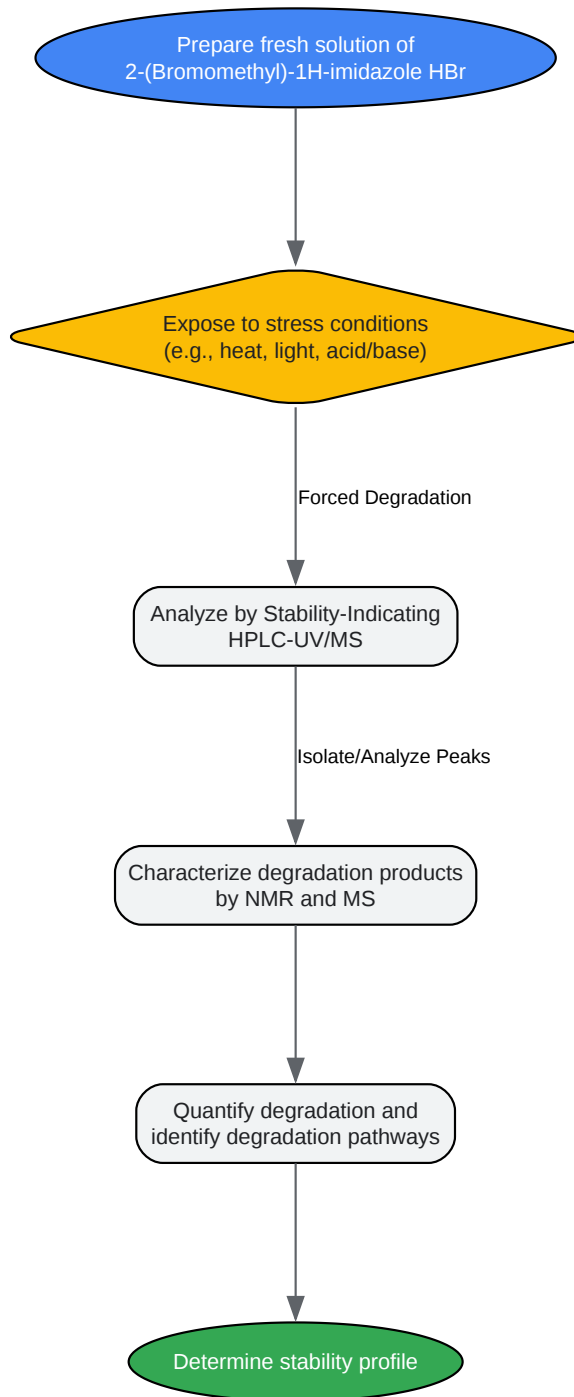 Prepare fresh solution of
2-(Bromomethyl)-1H-imidazole HBr
Expose to stress conditions
(e.g., heat, light, acid/base)
Forced Degradation
Analyze by Stability-Indicating
HPLC-UV/MS
Isolate/Analyze Peaks
Characterize degradation products
by NMR and MS
Quantify degradation and
identify degradation pathways
Determine stability profile